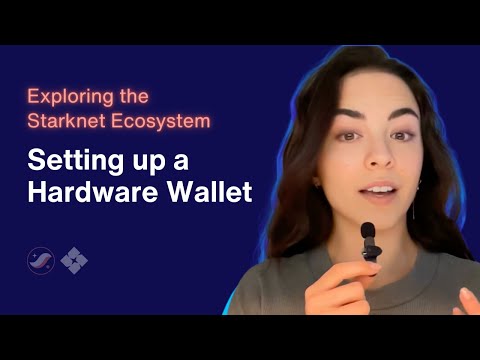 Exploring the
Starknet Ecosystem
Setting up a
Hardware Wallet